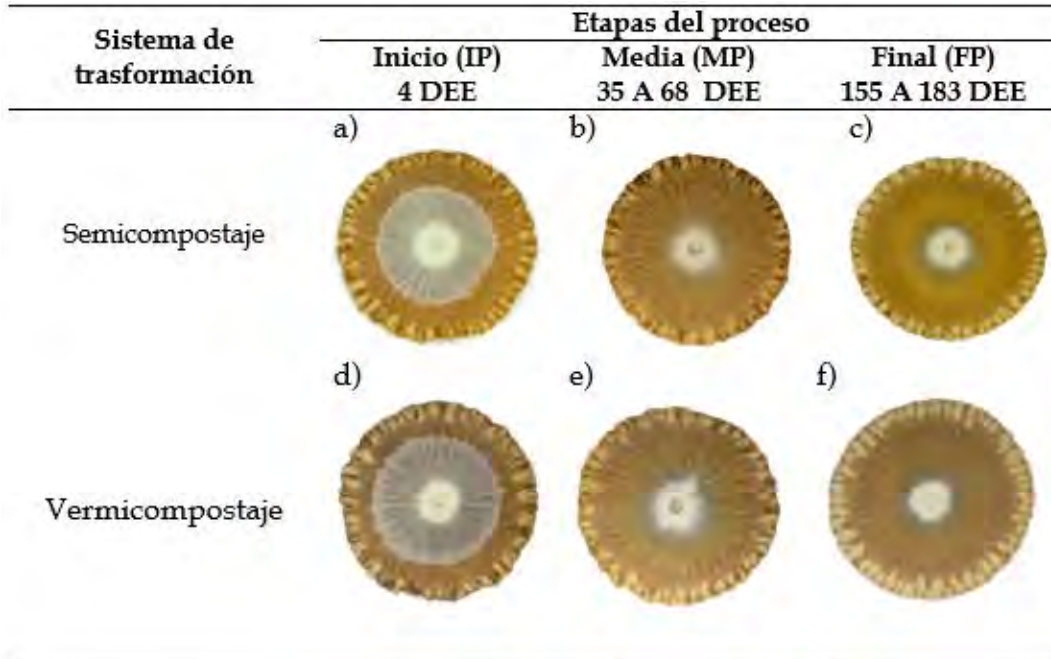 Sistema de
trasformación
Etapas del proceso
Inicio (IP)
4 DEE
Media (MP)
35 A 68 DEE
Final (FP)
155 A 183 DEE
a)
b)
c)
Semicompostaje
d)
e)
f)
Vermicompostaje